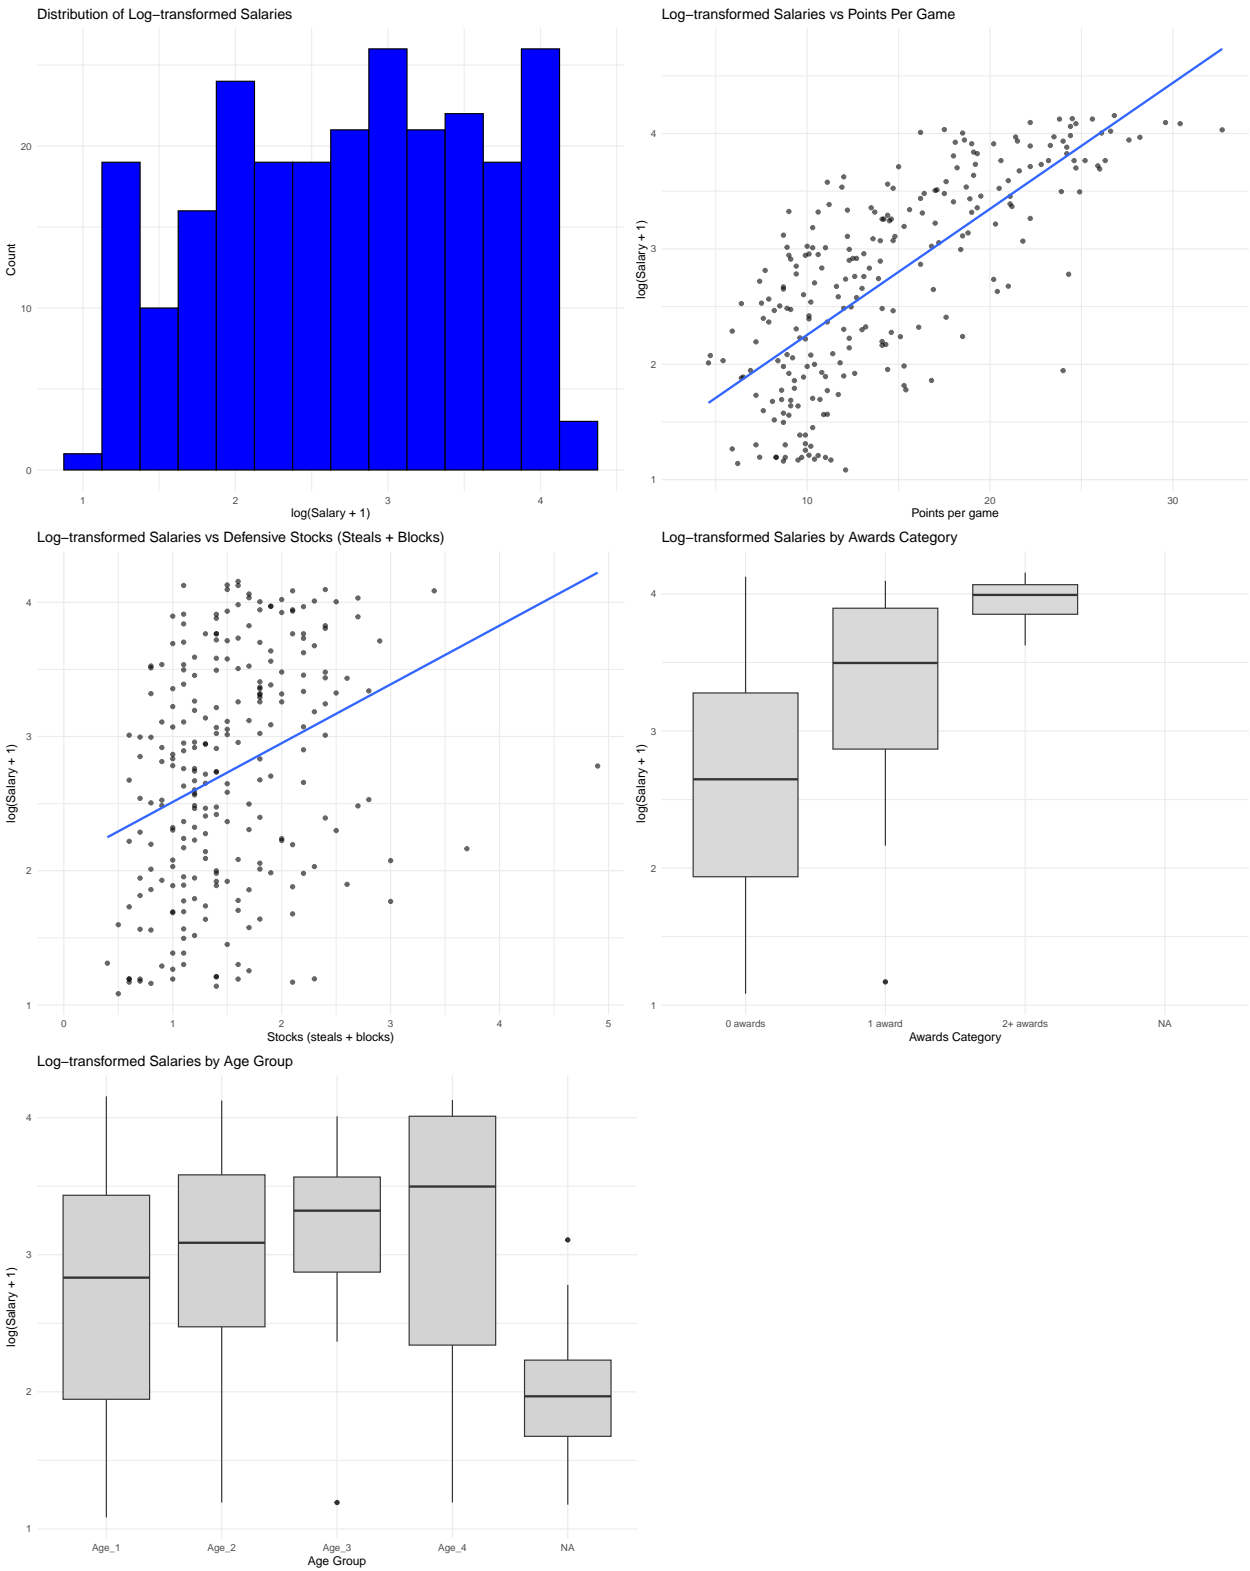 Distribution of Log−transformed Salaries
Count
20
10
0
1 2 3 4
log(Salary + 1)
Log−transformed Salaries vs Points Per Game
log(Salary + 1)
4
3
2
1
10 20 30
Points per game
Log−transformed Salaries vs Defensive Stocks (Steals + Blocks)
log(Salary + 1)
4
3
2
1
0 1 2 3 4 5
Stocks (steals + blocks)
Log−transformed Salaries by Awards Category
log(Salary + 1)
4
3
2
1
0 awards 1 award 2+ awards NA
Awards Category
Log−transformed Salaries by Age Group
log(Salary + 1)
4
3
2
1
Age_1 Age_2 Age_3 Age_4 NA
Age Group